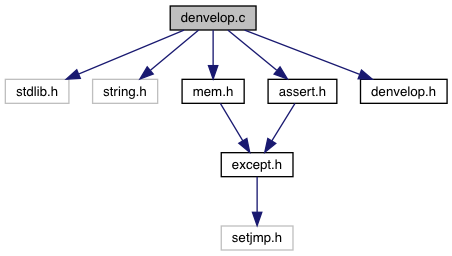 denvelop.c
stdlib.h
string.h
mem.h
assert.h
denvelop.h
except.h
setjmp.h